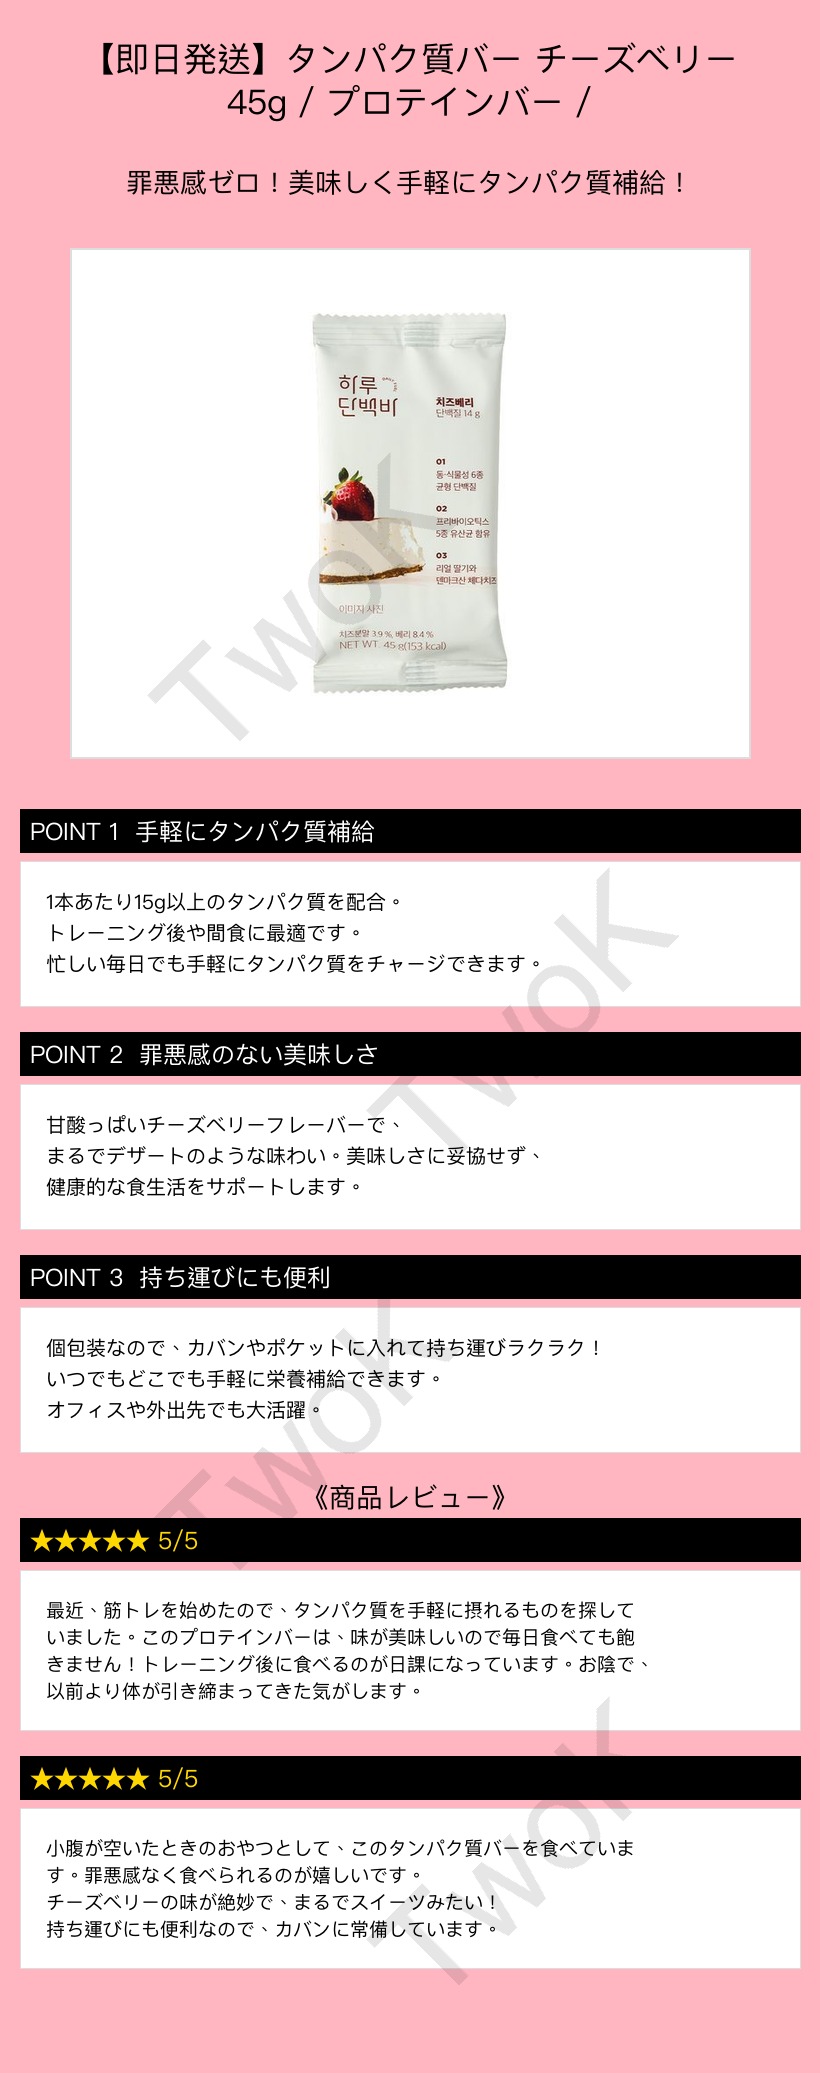 【即日発送】タンパク質バー チーズベリー
45g / プロテインバー /
罪悪感ゼロ！美味しく手軽にタンパク質補給！
하루
단백바
치즈베리
단백질 14 g
01
동·식물성 6종
균형 단백질
02
프리바이오틱스
5종 유산균 함유
03
리얼 딸기와
덴마크산 체다치즈
이미지 사진
치즈분말 3.9 %, 베리 8.4 %
NET WT. 45 g(153 kcal)
TwoK
POINT 1 手軽にタンパク質補給
1本あたり15g以上のタンパク質を配合。
トレーニング後や間食に最適です。
忙しい毎日でも手軽にタンパク質をチャージできます。
TwoK
POINT 2 罪悪感のない美味しさ
甘酸っぱいチーズベリーフレーバーで、
まるでデザートのような味わい。美味しさに妥協せず、
健康的な食生活をサポートします。
POINT 3 持ち運びにも便利
個包装なので、カバンやポケットに入れて持ち運びラクラク！
いつでもどこでも手軽に栄養補給できます。
オフィスや外出先でも大活躍。
TwoK
《商品レビュー》
★★★★★ 5/5
最近、筋トレを始めたので、タンパク質を手軽に摂れるものを探して
いました。このプロテインバーは、味が美味しいので毎日食べても飽
きません！トレーニング後に食べるのが日課になっています。お陰で、
以前より体が引き締まってきた気がします。
★★★★★ 5/5
小腹が空いたときのおやつとして、このタンパク質バーを食べていま
す。罪悪感なく食べられるのが嬉しいです。
チーズベリーの味が絶妙で、まるでスイーツみたい！
持ち運びにも便利なので、カバンに常備しています。
TwoK